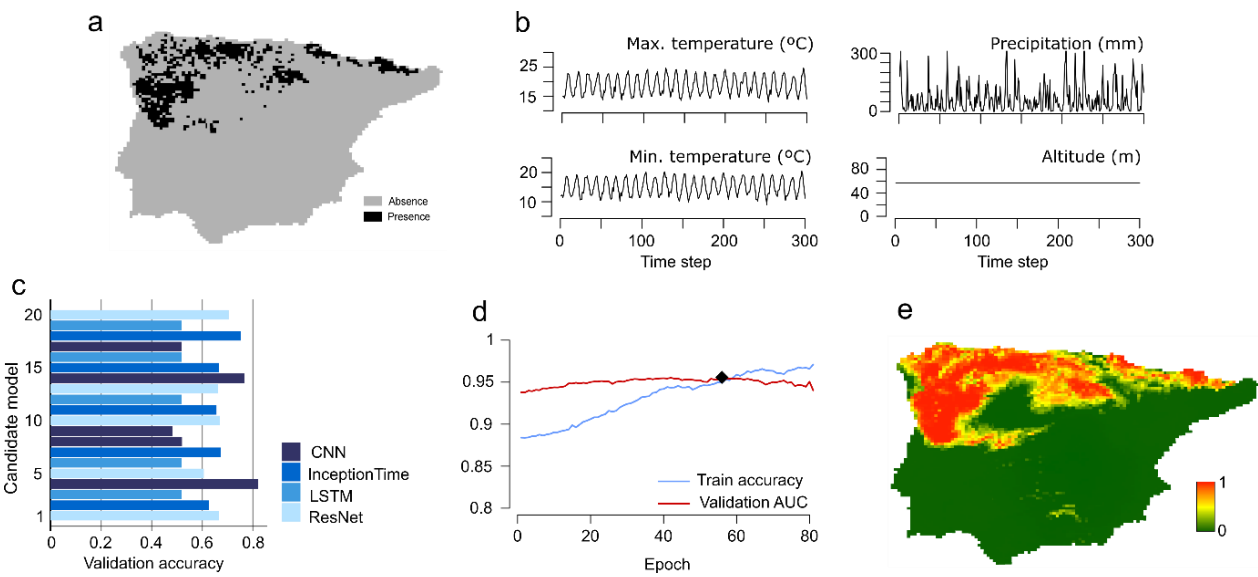 a
Absence
Presence
b
Max. temperature (ºC)
25
15
Precipitation (mm)
300
150
0
Min. temperature (ºC)
20
10
0
100
200
300
Time step
Altitude (m)
80
40
0
0
100
200
300
Time step
c
Candidate model
20
15
10
5
1
0
0.2
0.4
0.6
0.8
Validation accuracy
CNN
InceptionTime
LSTM
ResNet
d
1
0.95
0.9
0.85
0.8
0
20
40
60
80
Epoch
Train accuracy
Validation AUC
e
1
0